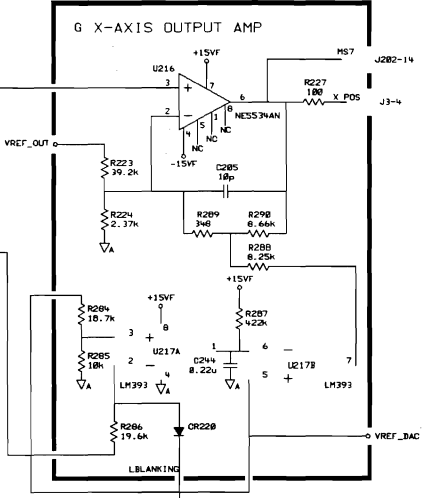 G X-AXIS OUTPUT AMP
+15VF
MS7
J202-14
U216
7
3
+
6
R227
100
X POS
J3-4
8
2
-
1
NE5534AN
5
NC
4
NC
NC
VREF_OUT
-15VF
R223
39.2k
C205
10p
R224
2.37k
R289
348
R290
8.66k
A
R288
8.25k
+15VF
+15VF
R284
18.7k
8
R287
422k
3
+
1
6
-
U217A
C244
0.22u
U217B
7
R285
10k
2
-
4
5
+
A
LM393
A
A
LM393
R286
19.6k
CR220
VREF_DAC
LBLANKING